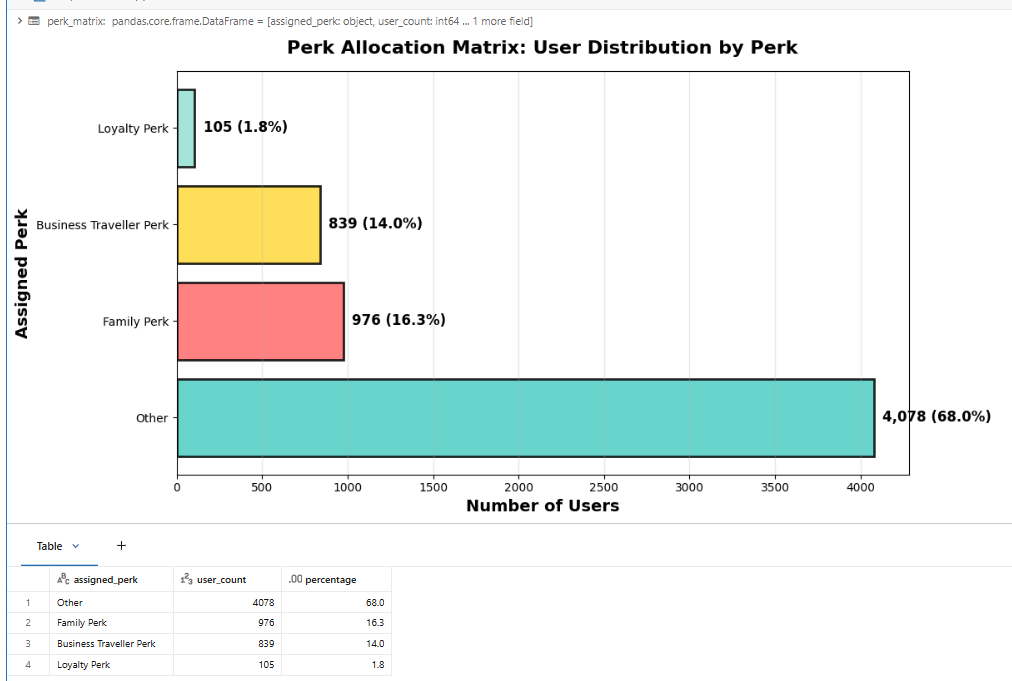 perk_matrix: pandas.core.frame.DataFrame = [assigned_perk: object, user_count: int64 ... 1 more field]
Perk Allocation Matrix: User Distribution by Perk
Assigned Perk
Loyalty Perk 105 (1.8%)
Business Traveller Perk 839 (14.0%)
Family Perk 976 (16.3%)
Other 4,078 (68.0%)
0 500 1000 1500 2000 2500 3000 3500 4000
Number of Users
Table +
ABC assigned_perk 123 user_count .00 percentage
1 Other 4078 68.0
2 Family Perk 976 16.3
3 Business Traveller Perk 839 14.0
4 Loyalty Perk 105 1.8